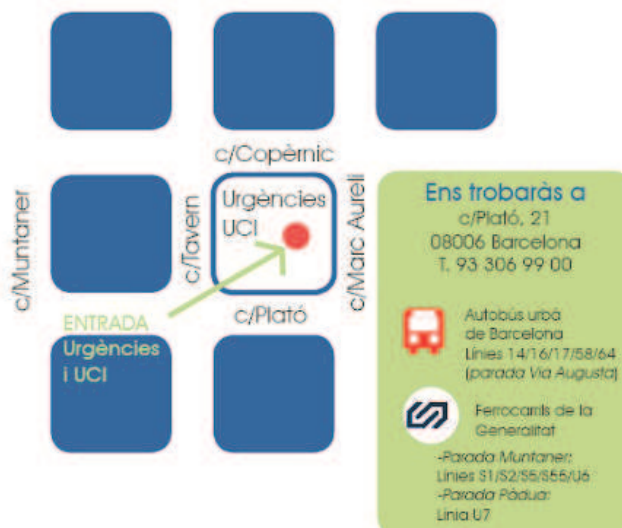 c/Copèrnic
c/Muntaner
c/Tavern
Urgències
UCI
c/Marc Aureli
c/Plató
ENTRADA
Urgències
i UCI
Ens trobaràs a
c/Plató, 21
08006 Barcelona
T. 93 306 99 00
Autobús urbà
de Barcelona
Línies 14/16/17/58/64
(parada Via Augusta)
Ferrocarrils de la
Generalitat
-Parada Muntaner:
Línies S1/S2/S5/S55/U6
-Parada Pàdua:
Línia U7